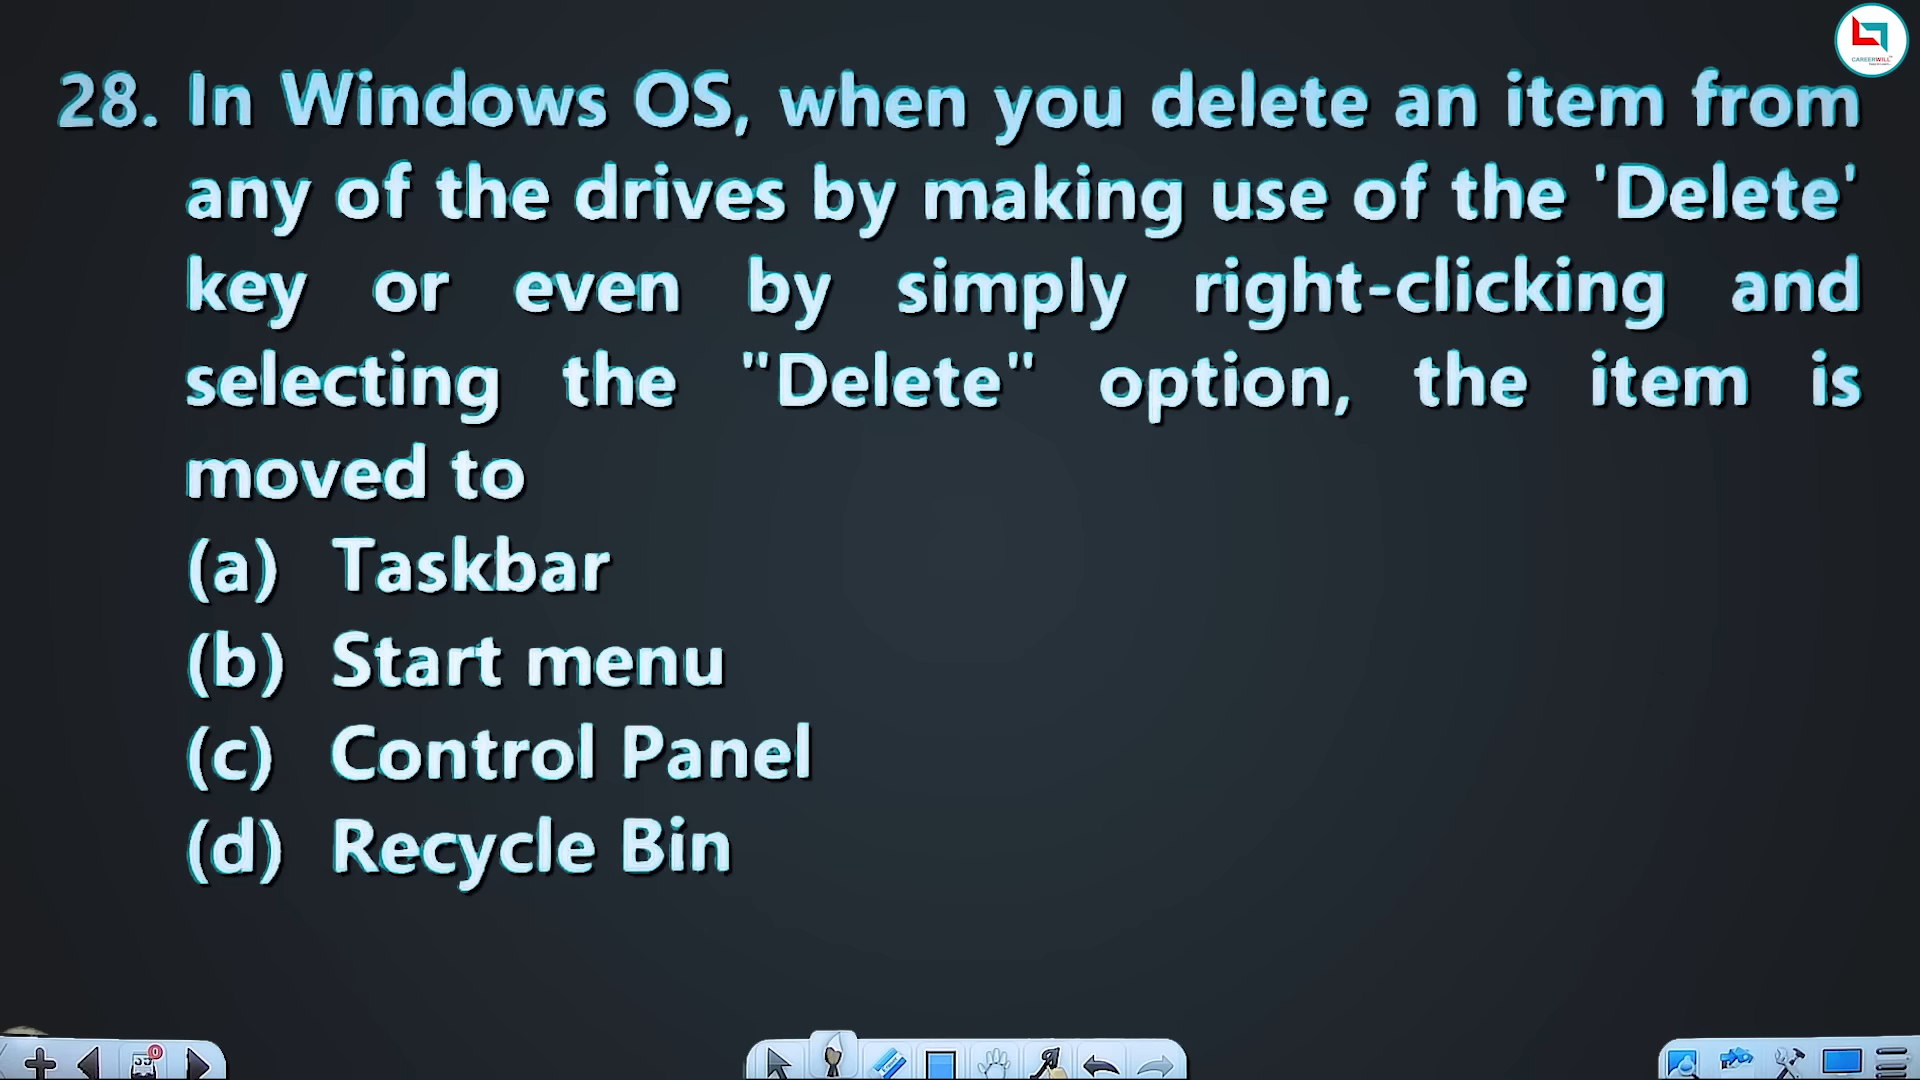 CAREERWILL
28. In Windows OS, when you delete an item from
any of the drives by making use of the 'Delete'
key or even by simply right-clicking and
selecting the "Delete" option, the item is
moved to
(a) Taskbar
(b) Start menu
(c) Control Panel
(d) Recycle Bin
0